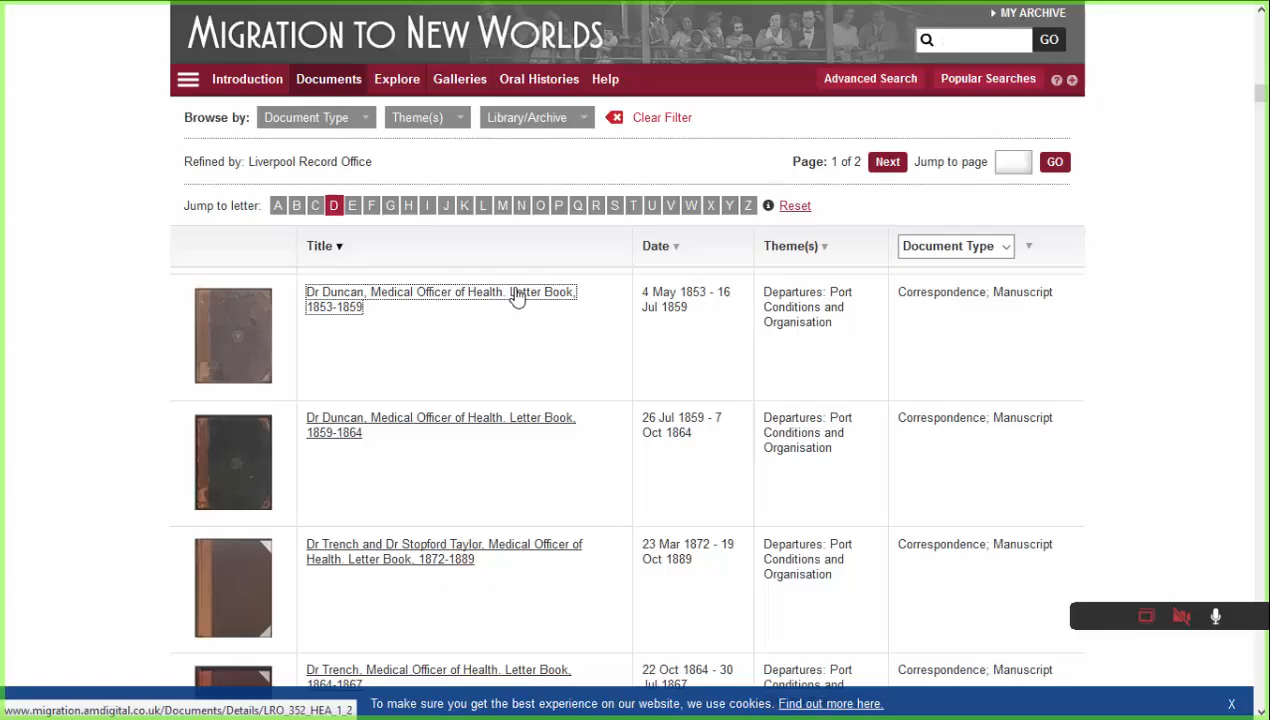 MIGRATION TO NEW WORLDS
MY ARCHIVE
GO
Introduction Documents Explore Galleries Oral Histories Help Advanced Search Popular Searches
Browse by: Document Type Theme(s) Library/Archive Clear Filter
Refined by: Liverpool Record Office Page: 1 of 2 Next Jump to page GO
Jump to letter: A B C D E F G H I J K L M N O P Q R S T U V W X Y Z Reset
Title Date Theme(s) Document Type
Dr Duncan, Medical Officer of Health. Letter Book, 4 May 1853 - 16 Departures: Port Correspondence; Manuscript
1853-1859 Jul 1859 Conditions and
Organisation
Dr Duncan, Medical Officer of Health. Letter Book, 26 Jul 1859 - 7 Departures: Port Correspondence; Manuscript
1859-1864 Oct 1864 Conditions and
Organisation
Dr Trench and Dr Stopford Taylor, Medical Officer of 23 Mar 1872 - 19 Departures: Port Correspondence; Manuscript
Health. Letter Book, 1872-1889 Oct 1889 Conditions and
Organisation
Dr Trench, Medical Officer of Health. Letter Book, 22 Oct 1864 - 30 Departures: Port Correspondence; Manuscript
1864-1867 Jul 1867 Conditions and
To make sure you get the best experience on our website, we use cookies. Find out more here. X
www.migration.amdigital.co.uk/Documents/Details/LRO_352_HEA_1_2